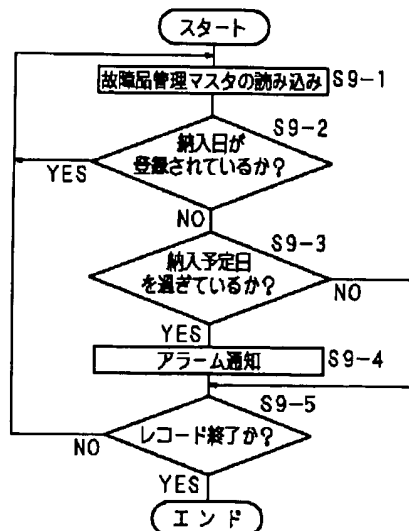 スタート
故障品管理マスタの読み込み S9-1
S9-2
納入日が
登録されているか?
YES
NO
S9-3
納入予定日
を過ぎているか?
NO
YES
アラーム通知 S9-4
S9-5
レコード終了か?
NO
YES
エンド